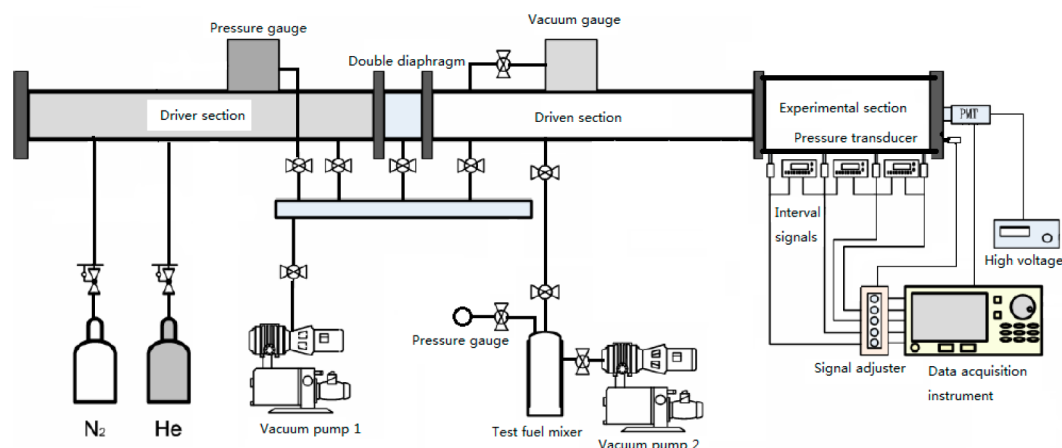 Pressure gauge
Vacuum gauge
Double diaphragm
Driver section
Driven section
Experimental section
PMT
Pressure transducer
Interval
signals
High voltage
Pressure gauge
Signal adjuster
Data acquisition
instrument
N₂
He
Vacuum pump 1
Test fuel mixer
Vacuum pump 2